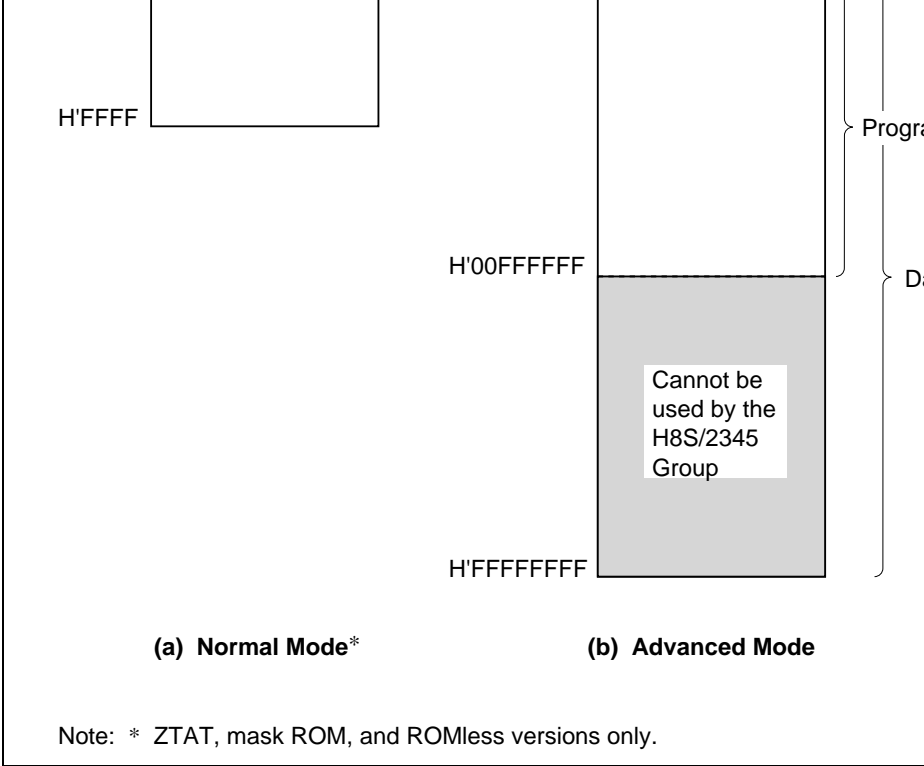 H'FFFF
Progra
H'00FFFFFF
Da
Cannot be
used by the
H8S/2345
Group
H'FFFFFFFF
(a) Normal Mode*
(b) Advanced Mode
Note: * ZTAT, mask ROM, and ROMless versions only.